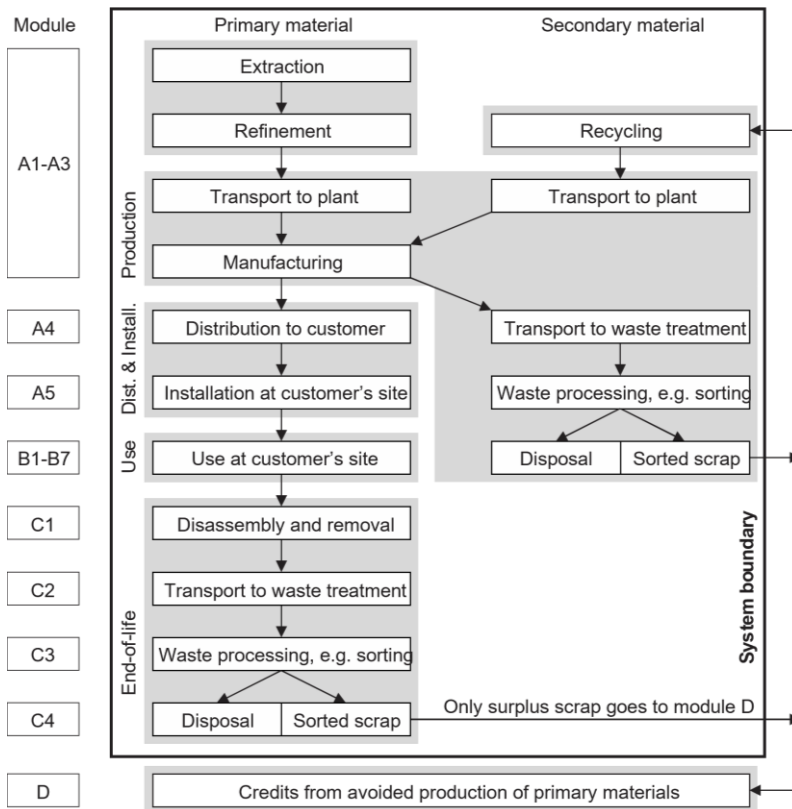 Module
Primary material
Secondary material
A1-A3
Extraction
Refinement
Recycling
Transport to plant
Transport to plant
Production
Manufacturing
A4
Dist. & Install.
Distribution to customer
Transport to waste treatment
A5
Installation at customer's site
Waste processing, e.g. sorting
B1-B7
Use
Use at customer's site
Disposal
Sorted scrap
C1
Disassembly and removal
System boundary
C2
End-of-life
Transport to waste treatment
C3
Waste processing, e.g. sorting
C4
Disposal
Sorted scrap
Only surplus scrap goes to module D
D
Credits from avoided production of primary materials